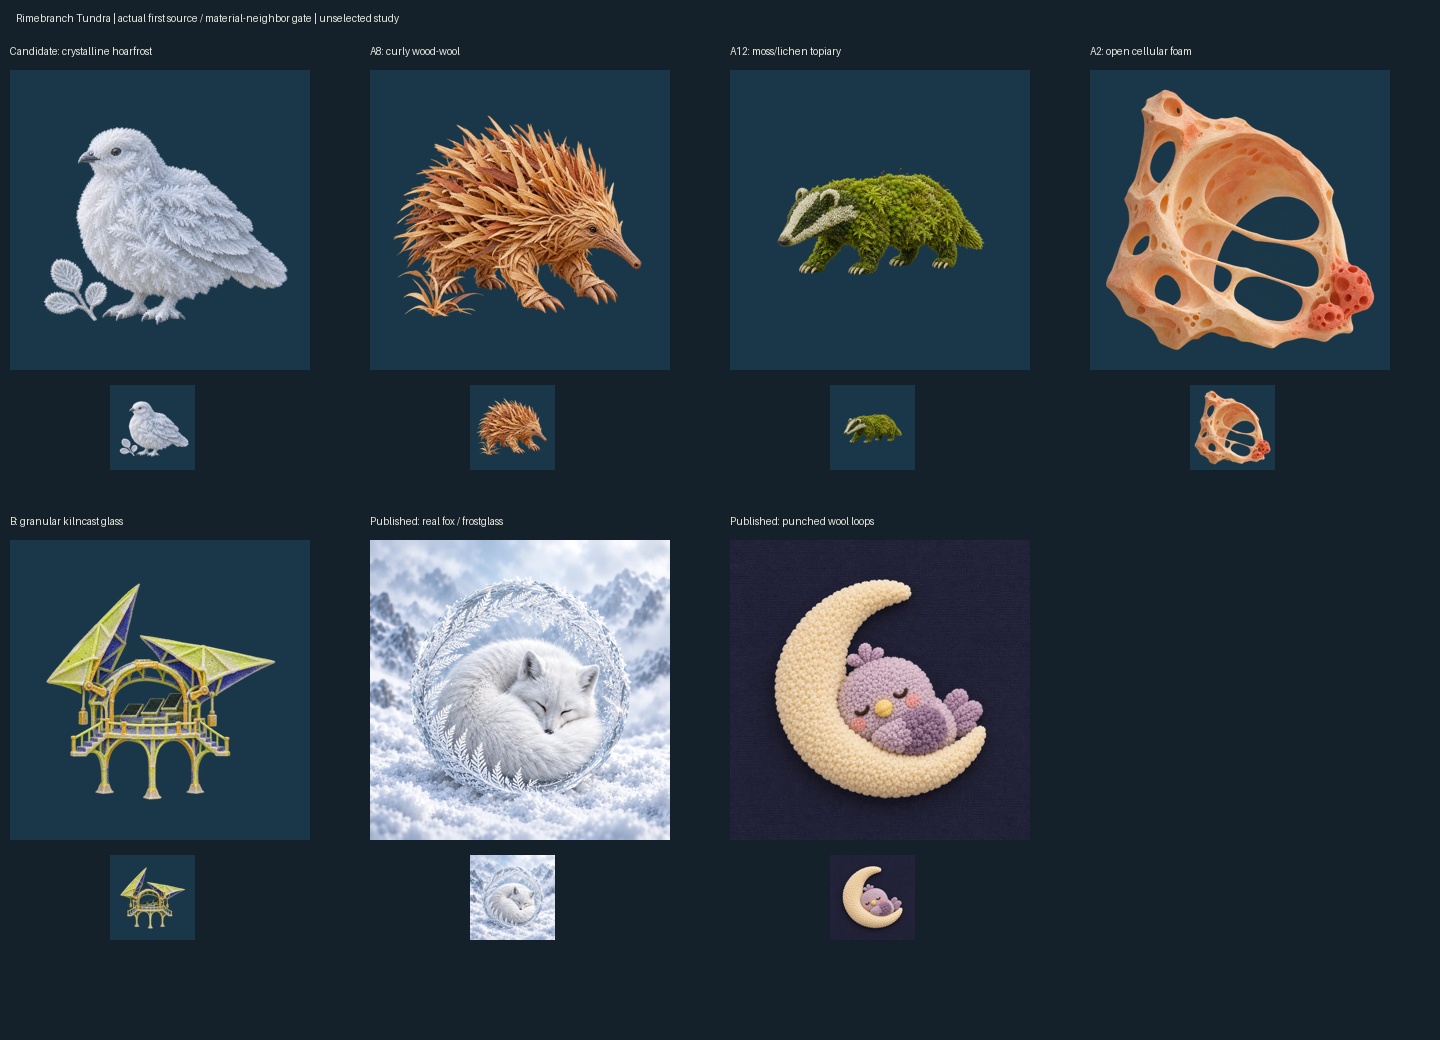 Rimebranch Tundra | actual first source / material-neighbor gate | unselected study
Candidate: crystalline hoarfrost
A8: curly wood-wool
A12: moss/lichen topiary
A2: open cellular foam
B: granular kilncast glass
Published: real fox / frostglass
Published: punched wool loops